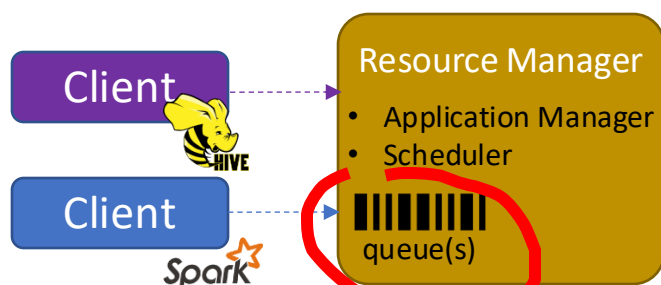 Client
HIVE
Client
Spark
Resource Manager
• Application Manager
• Scheduler
queue(s)